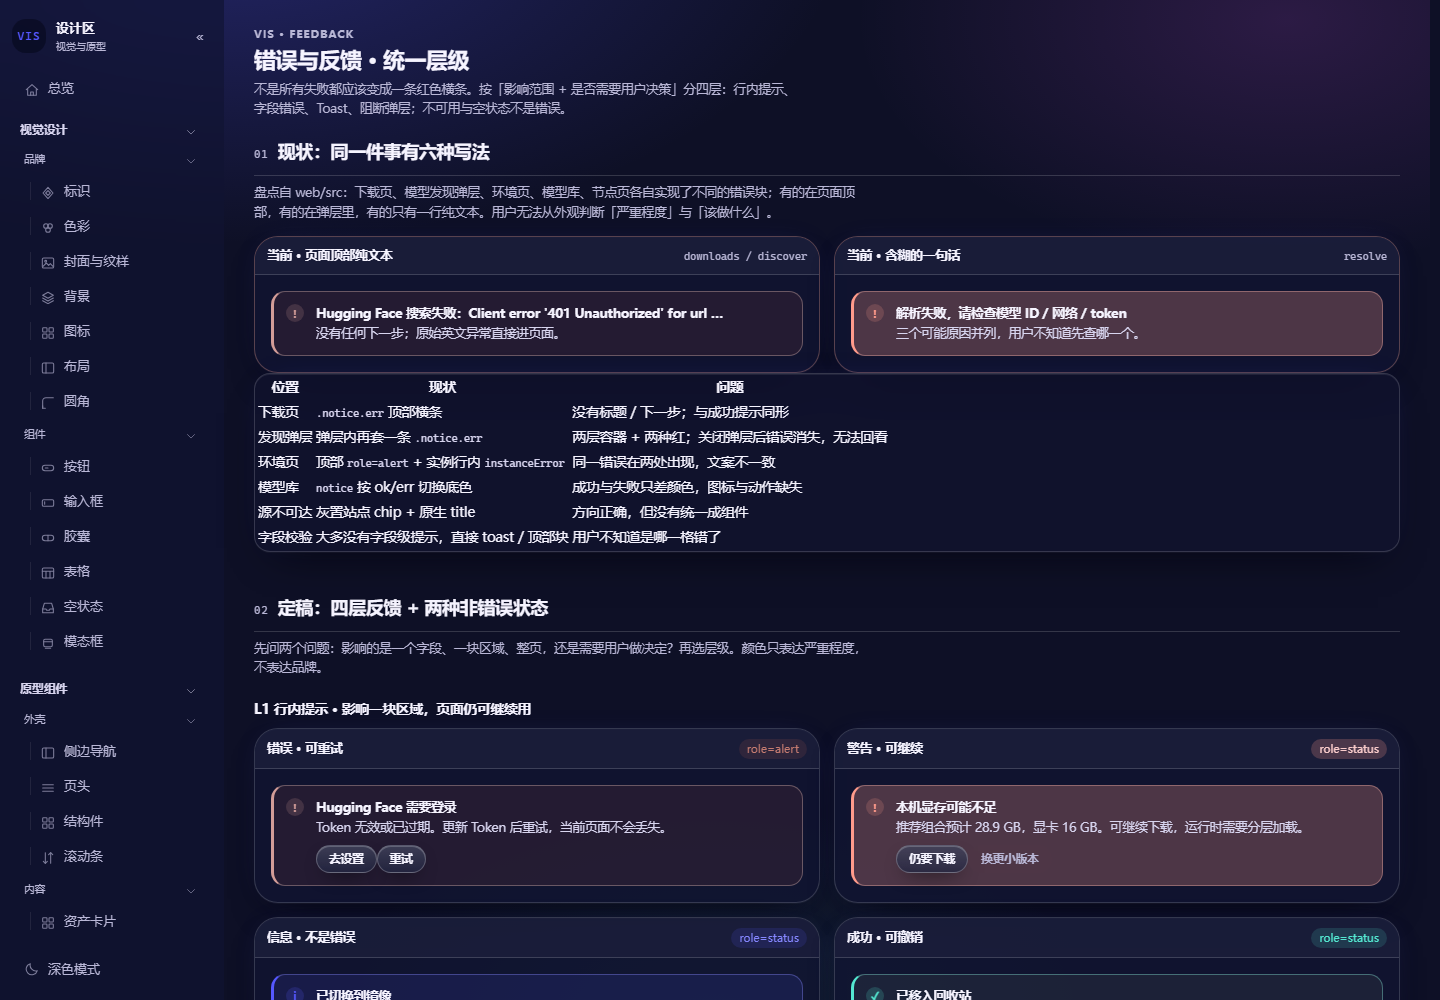 VIS
设计区
视觉与原型
«
总览
视觉设计
品牌
标识
色彩
封面与纹样
背景
图标
布局
圆角
组件
按钮
输入框
胶囊
表格
空状态
模态框
原型组件
外壳
侧边导航
页头
结构件
滚动条
内容
资产卡片
深色模式
VIS • FEEDBACK
错误与反馈 • 统一层级
不是所有失败都应该变成一条红色横条。按「影响范围 + 是否需要用户决策」分四层：行内提示、
字段错误、Toast、阻断弹层；不可用与空状态不是错误。
01 现状：同一件事有六种写法
盘点自 web/src：下载页、模型发现弹层、环境页、模型库、节点页各自实现了不同的错误块；有的在页面顶
部，有的在弹层里，有的只有一行纯文本。用户无法从外观判断「严重程度」与「该做什么」。
当前 • 页面顶部纯文本 downloads / discover
! Hugging Face 搜索失败：Client error '401 Unauthorized' for url ...
没有任何下一步；原始英文异常直接进页面。
当前 • 含糊的一句话 resolve
! 解析失败，请检查模型 ID / 网络 / token
三个可能原因并列，用户不知道先查哪一个。
位置 现状 问题
下载页 .notice.err 顶部横条 没有标题 / 下一步；与成功提示同形
发现弹层 弹层内再套一条 .notice.err 两层容器 + 两种红；关闭弹层后错误消失，无法回看
环境页 顶部 role=alert + 实例行内 instanceError 同一错误在两处出现，文案不一致
模型库 notice 按 ok/err 切换底色 成功与失败只差颜色，图标与动作缺失
源不可达 灰置站点 chip + 原生 title 方向正确，但没有统一成组件
字段校验 大多没有字段级提示，直接 toast / 顶部块 用户不知道是哪一格错了
02 定稿：四层反馈 + 两种非错误状态
先问两个问题：影响的是一个字段、一块区域、整页，还是需要用户做决定？再选层级。颜色只表达严重程度，
不表达品牌。
L1 行内提示 • 影响一块区域，页面仍可继续用
错误 • 可重试 role=alert
! Hugging Face 需要登录
Token 无效或已过期。更新 Token 后重试，当前页面不会丢失。
去设置 重试
警告 • 可继续 role=status
! 本机显存可能不足
推荐组合预计 28.9 GB，显卡 16 GB。可继续下载，运行时需要分层加载。
仍要下载 换更小版本
信息 • 不是错误 role=status
i 已切换到镜像
成功 • 可撤销 role=status
✓ 已移入回收站